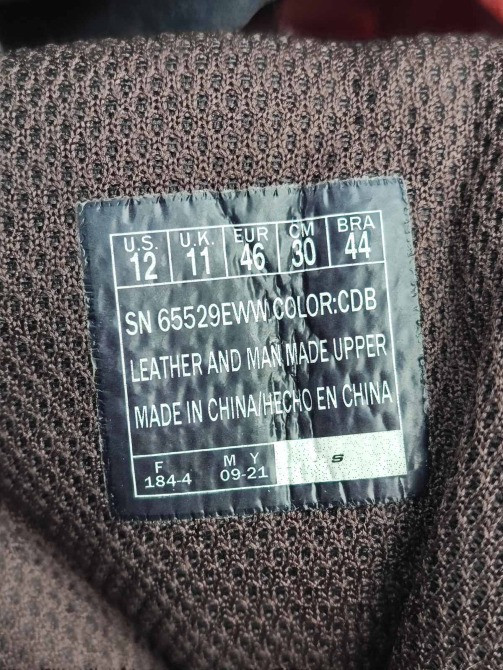 U.S. U.K. EUR CM BRA
12 11 46 30 44
SN 65529EWW COLOR:CDB
LEATHER AND MAN MADE UPPER
MADE IN CHINA/HECHO EN CHINA
F M Y
184-4 09-21 S